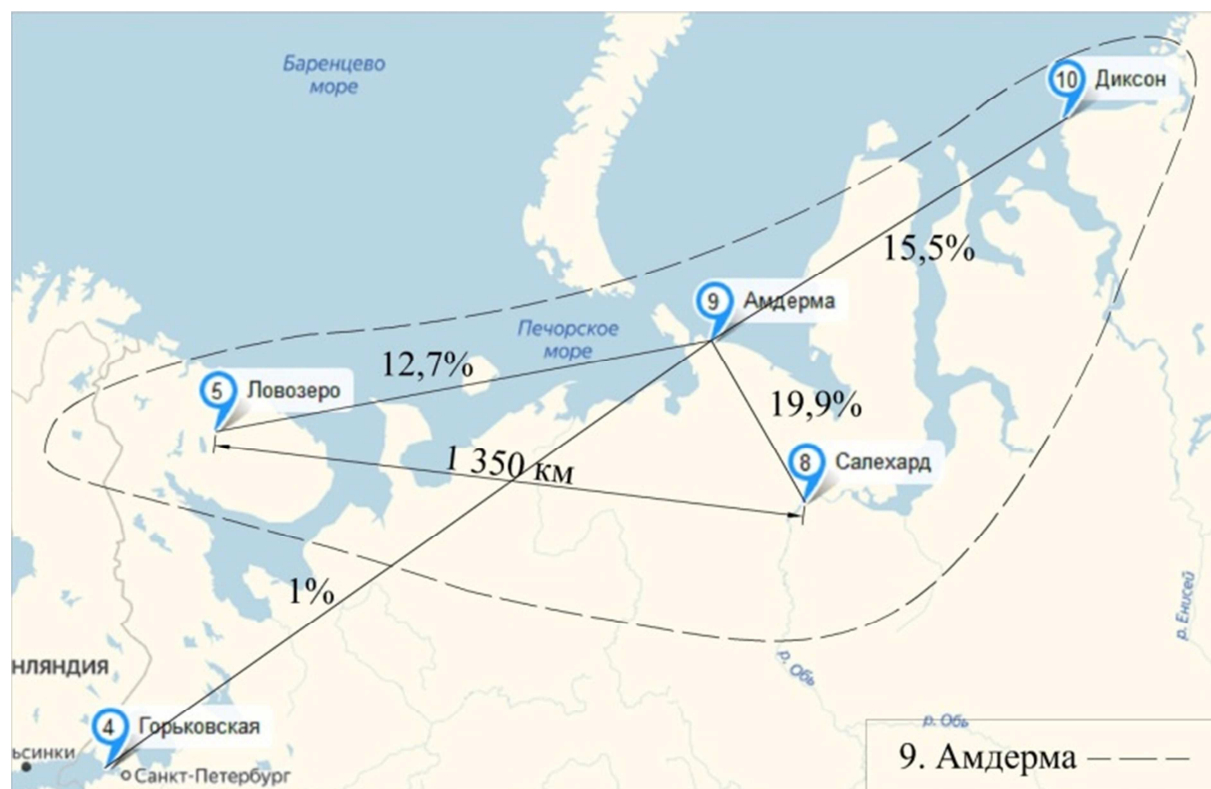 Баренцево
море
10 Диксон
15,5%
9 Амдерма
Печорское
море
12,7%
5 Ловозеро
19,9%
1 350 км
8 Салехард
1%
р. Енисей
нляндия
р. Обь
4 Горьковская
р. Обь
ьсинки
Санкт-Петербург
9. Амдерма